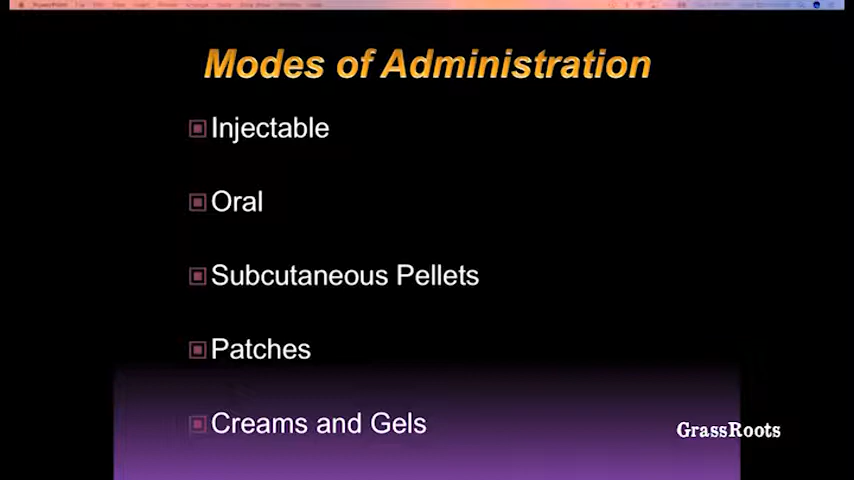 Modes of Administration
Injectable
Oral
Subcutaneous Pellets
Patches
Creams and Gels
GrassRoots